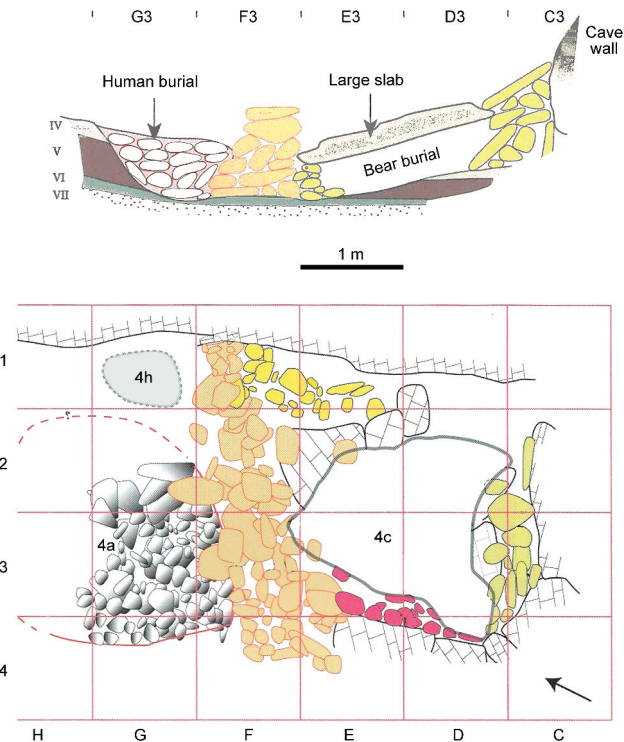 G3 F3 E3 D3 C3
Cave
wall
Human burial
Large slab
IV
V
Bear burial
VI
VII
1 m
1
4h
2
4a
4c
3
4
H G F E D C